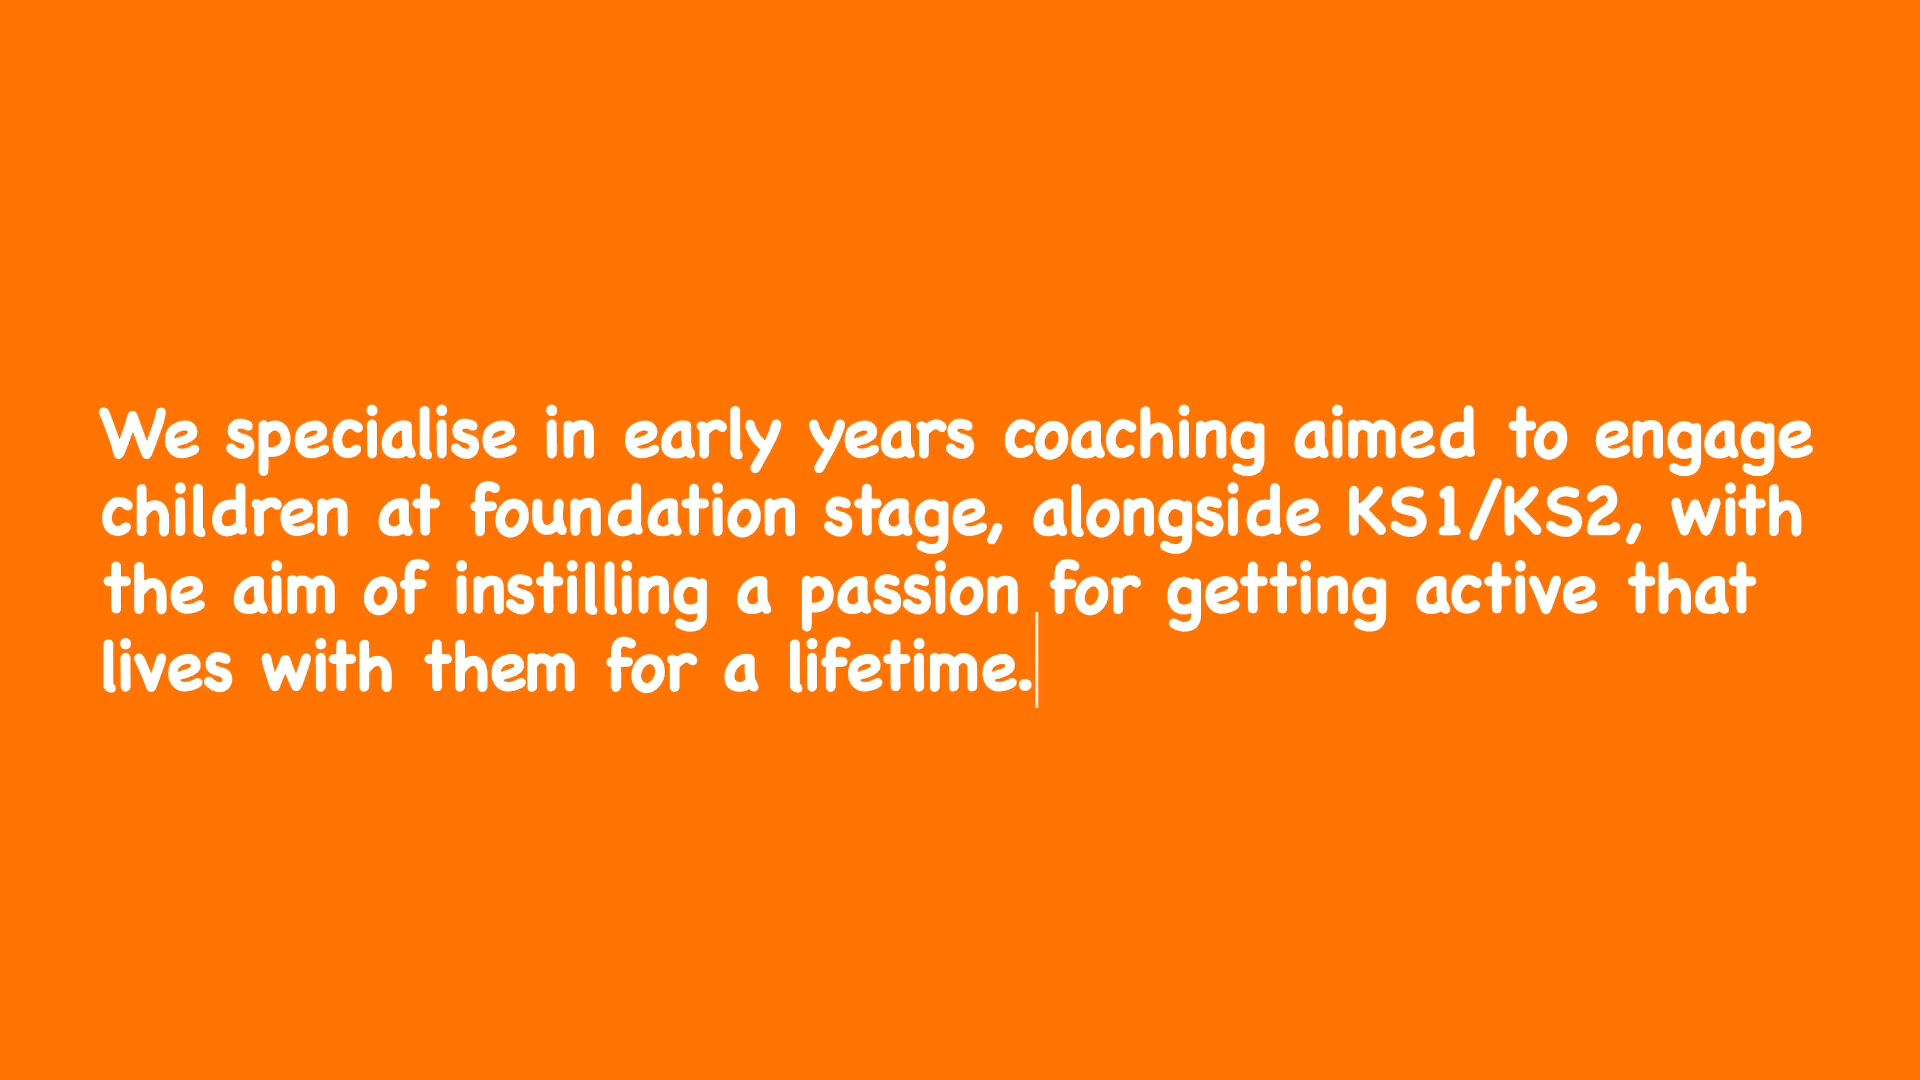 We specialise in early years coaching aimed to engage
children at foundation stage, alongside KS1/KS2, with
the aim of instilling a passion for getting active that
lives with them for a lifetime.